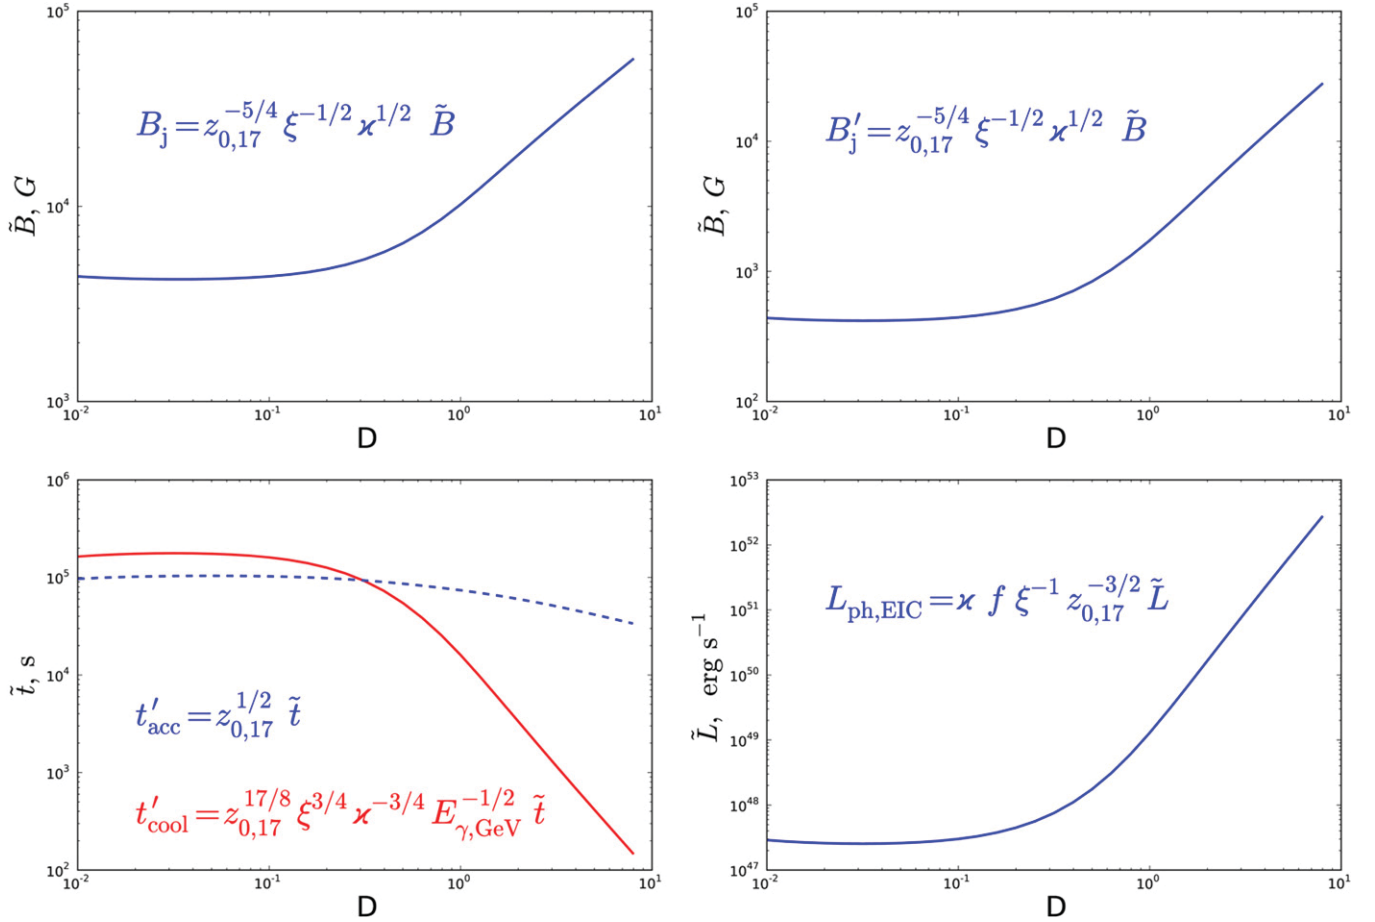 10^5
10^4
10^3
B̃, G
B_j = z_{0,17}^{-5/4} ξ^{-1/2} ϰ^{1/2} B̃
10^-2 10^-1 10^0 10^1
D
10^5
10^4
10^3
10^2
B̃, G
B′_j = z_{0,17}^{-5/4} ξ^{-1/2} ϰ^{1/2} B̃
10^-2 10^-1 10^0 10^1
D
10^6
10^5
10^4
10^3
10^2
t̃, s
t′_acc = z_{0,17}^{1/2} t̃
t′_cool = z_{0,17}^{17/8} ξ^{3/4} ϰ^{-3/4} E_{γ,GeV}^{-1/2} t̃
10^-2 10^-1 10^0 10^1
D
10^53
10^52
10^51
10^50
10^49
10^48
10^47
L̃, erg s^{-1}
L_{ph,EIC} = ϰ f ξ^{-1} z_{0,17}^{-3/2} L̃
10^-2 10^-1 10^0 10^1
D